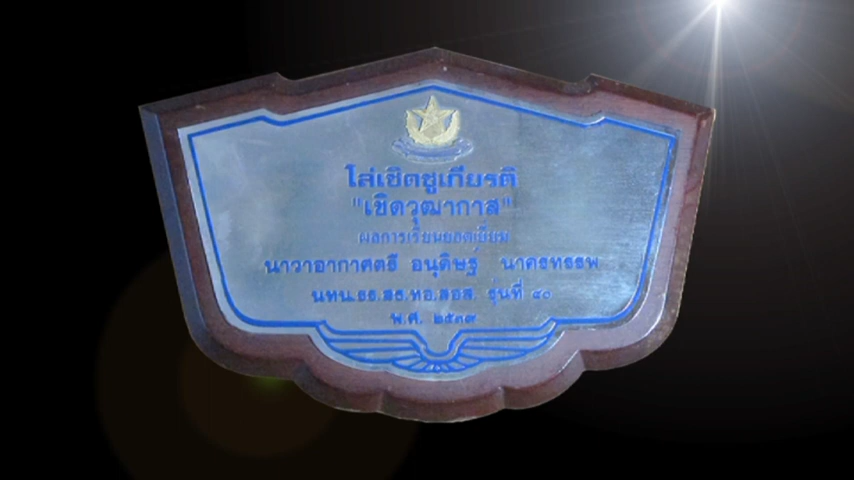 โล่เชิดชูเกียรติ
"เชิดวุฒากาส"
ผลการเรียนยอดเยี่ยม
นาวาอากาศตรี อนุดิษฐ์ นาครทรรพ
นทน.รร.สธ.ทอ.สอส. รุ่นที่ ๔๐
พ.ศ. ๒๕๓๙